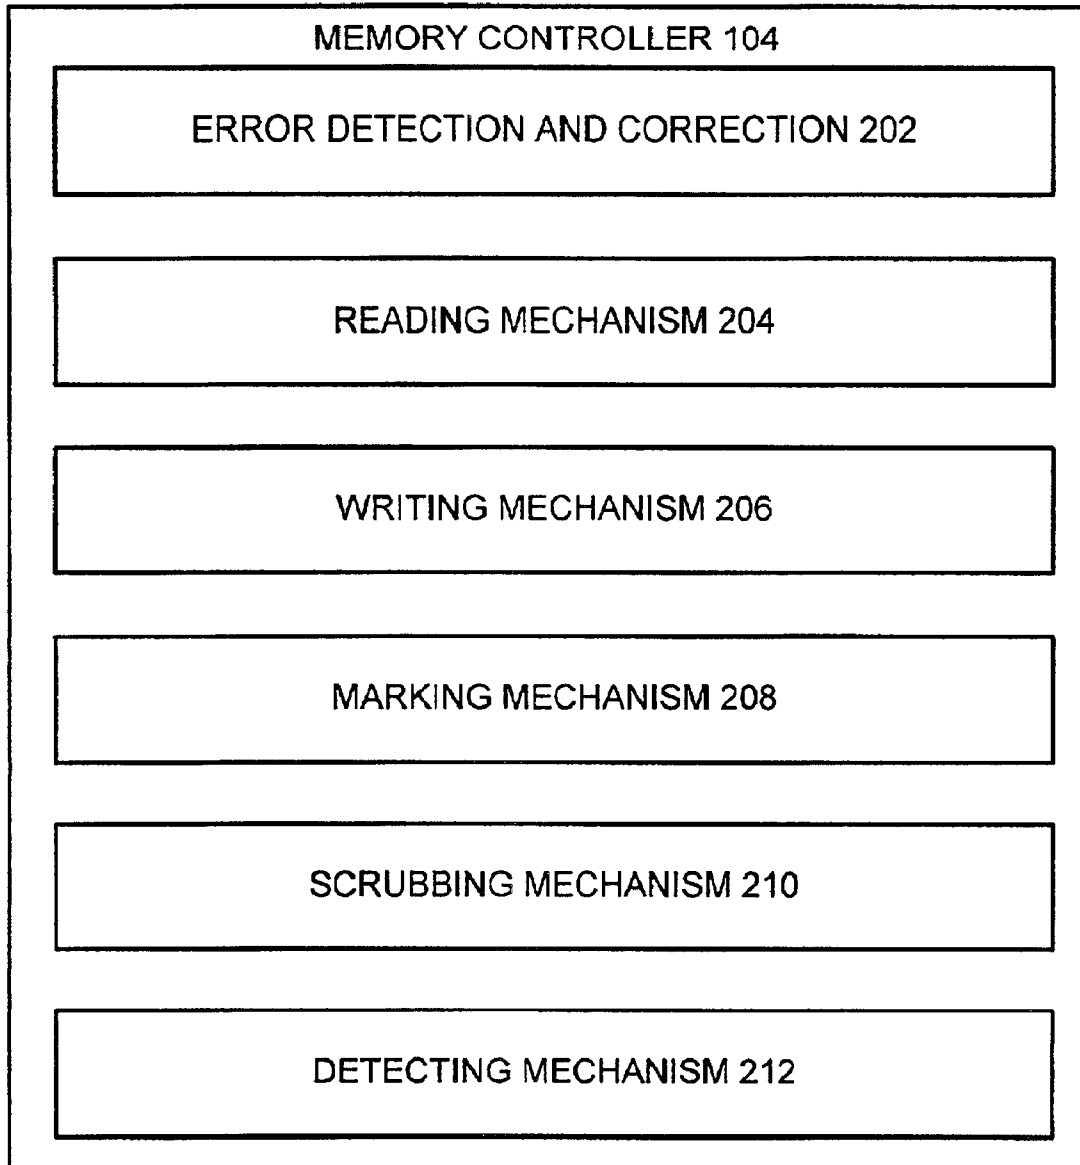 MEMORY CONTROLLER 104
ERROR DETECTION AND CORRECTION 202
READING MECHANISM 204
WRITING MECHANISM 206
MARKING MECHANISM 208
SCRUBBING MECHANISM 210
DETECTING MECHANISM 212